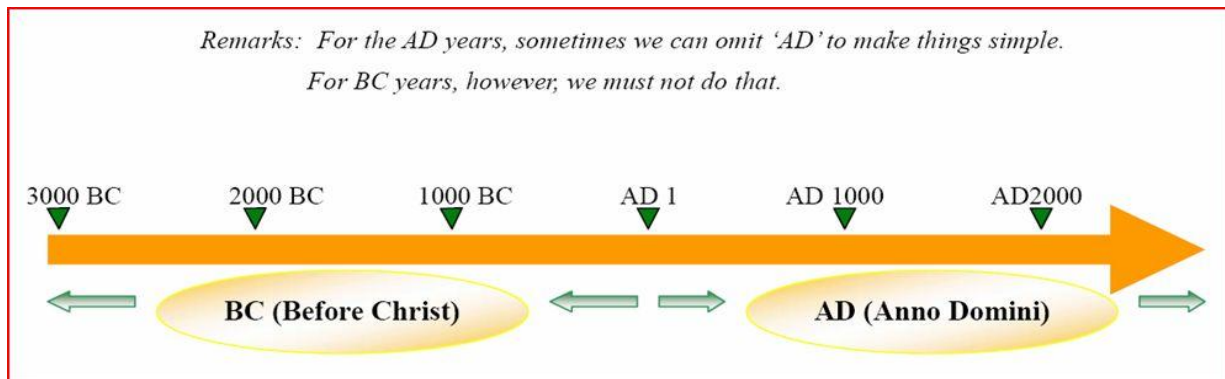 Remarks: For the AD years, sometimes we can omit ‘AD’ to make things simple.
For BC years, however, we must not do that.
3000 BC 2000 BC 1000 BC AD 1 AD 1000 AD2000
BC (Before Christ) AD (Anno Domini)